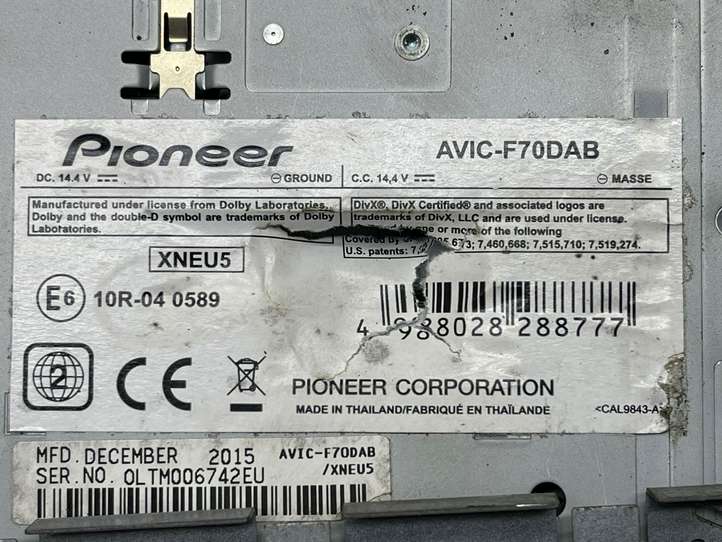 Pioneer
AVIC-F70DAB
DC. 14.4 V ⎓ ⊖ GROUND
C.C. 14,4 V ⎓ ⊖ MASSE
Manufactured under license from Dolby Laboratories.
Dolby and the double-D symbol are trademarks of Dolby
Laboratories.
DivX®, DivX Certified® and associated logos are
trademarks of DivX, LLC and are used under license.
one or more of the following
U.S. patents: 7,460,668; 7,515,710; 7,519,274.
XNEU5
E6 10R-04 0589
4 988028 288777
2
CE
PIONEER CORPORATION
MADE IN THAILAND/FABRIQUÉ EN THAÏLANDE
<CAL9843-A>
MFD. DECEMBER 2015
AVIC-F70DAB
/XNEU5
SER. NO. OLTM006742EU